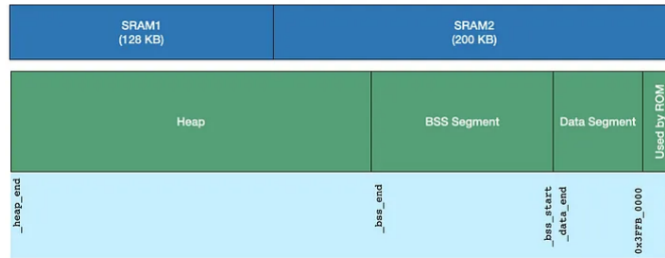 SRAM1
(128 KB)
SRAM2
(200 KB)
Heap
BSS Segment
Data Segment
Used by ROM
_heap_end
_bss_end
_bss_start
_data_end
0x3FFB_0000